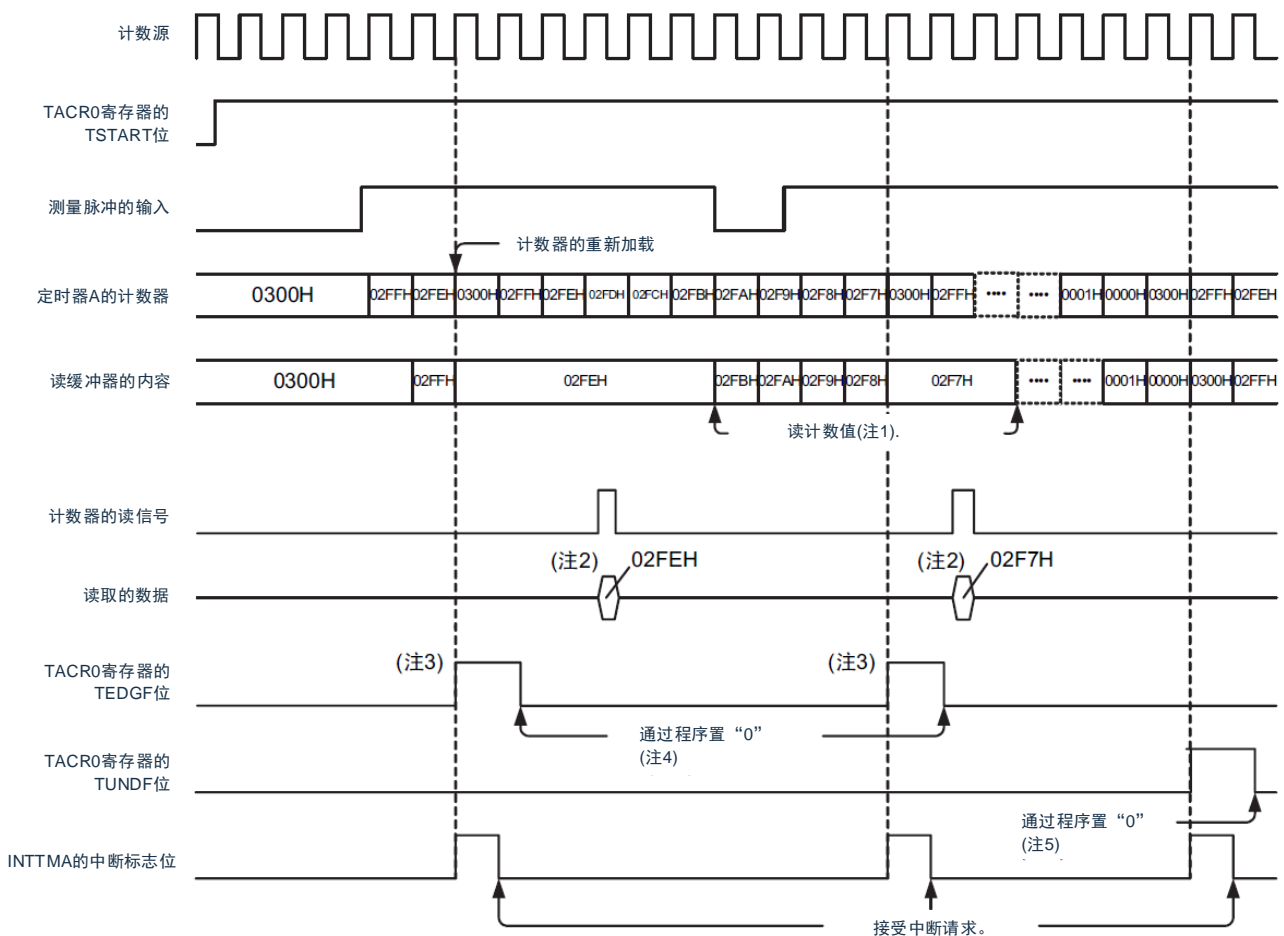 计数源
TACR0寄存器的
TSTART位
测量脉冲的输入
计数器的重新加载
定时器A的计数器
0300H 02FFH 02FEH 0300H 02FFH 02FEH 02FDH 02FCH 02FBH 02FAH 02F9H 02F8H 02F7H 0300H 02FFH •••• •••• 0001H 0000H 0300H 02FFH 02FEH
读缓冲器的内容
0300H 02FFH 02FEH 02FBH 02FAH 02F9H 02F8H 02F7H •••• •••• 0001H 0000H 0300H 02FFH
读计数值(注1).
计数器的读信号
(注2) 02FEH (注2) 02F7H
读取的数据
TACR0寄存器的
TEDGF位
(注3) (注3)
通过程序置“0”
(注4)
TACR0寄存器的
TUNDF位
通过程序置“0”
(注5)
INTTMA的中断标志位
接受中断请求。